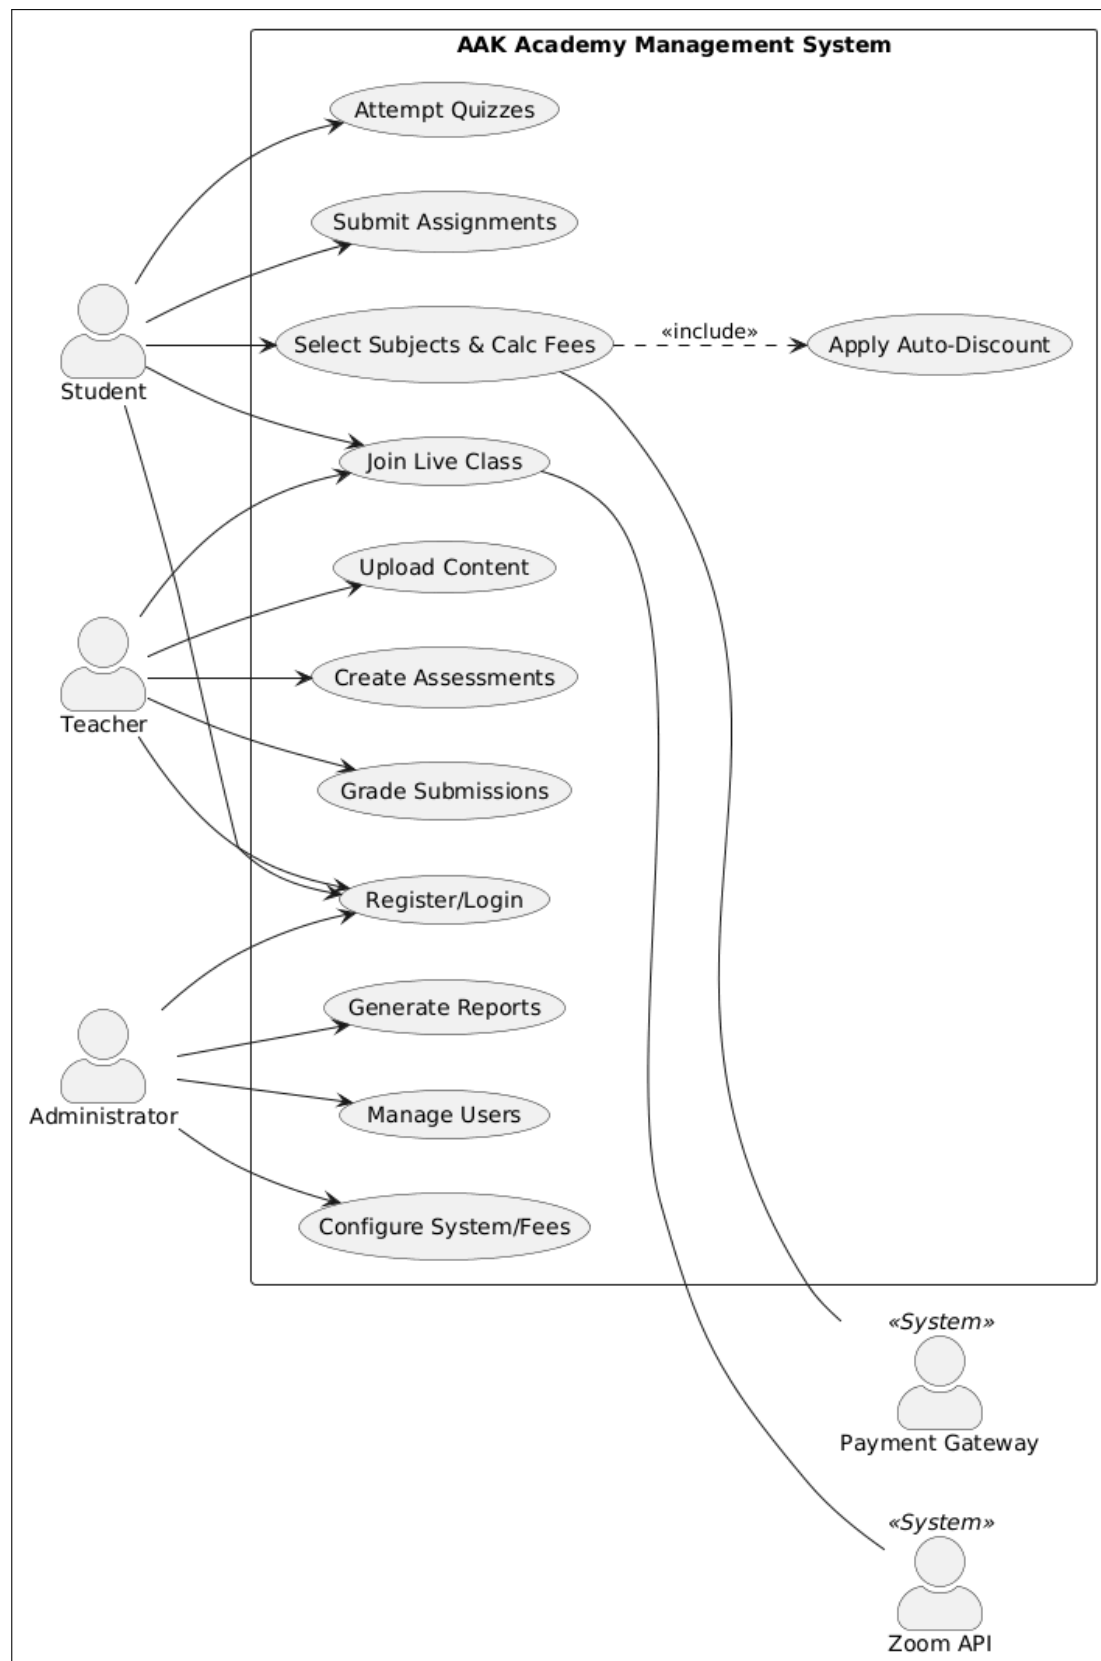 AAK Academy Management System
Attempt Quizzes
Submit Assignments
Select Subjects & Calc Fees
«include»
Apply Auto-Discount
Student
Join Live Class
Upload Content
Create Assessments
Teacher
Grade Submissions
Register/Login
Generate Reports
Manage Users
Administrator
Configure System/Fees
«System»
Payment Gateway
«System»
Zoom API